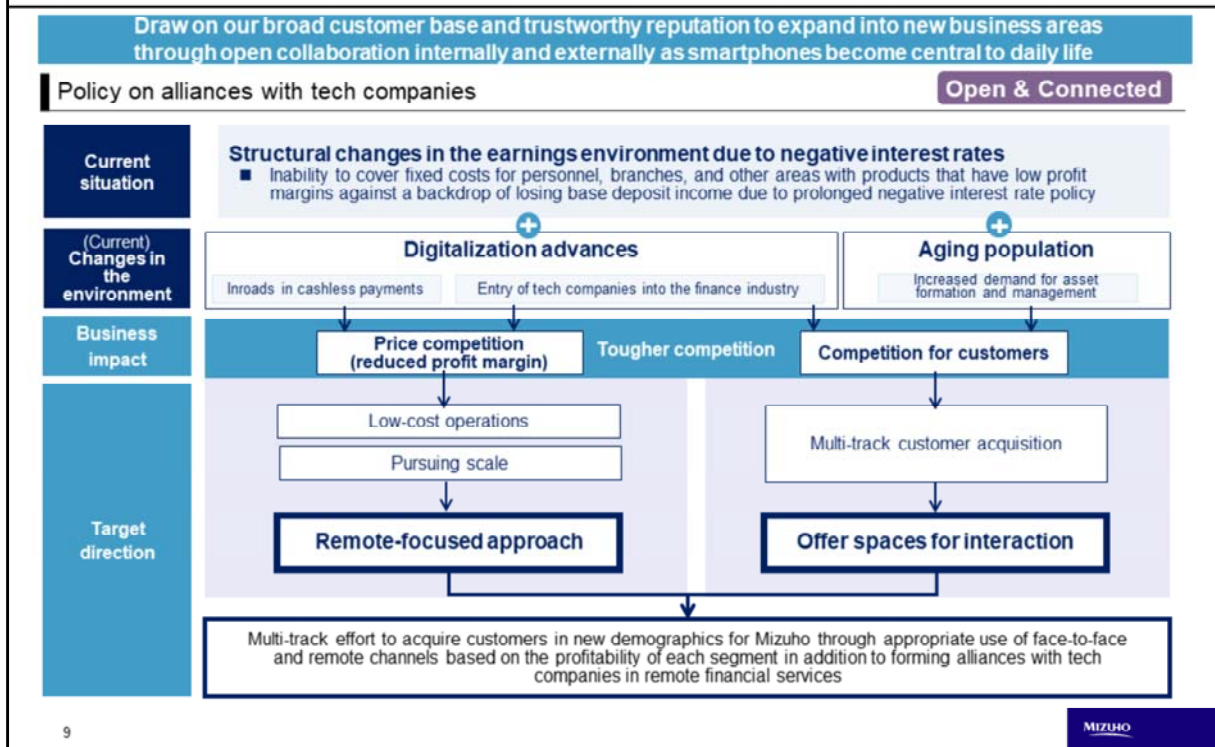 Draw on our broad customer base and trustworthy reputation to expand into new business areas
through open collaboration internally and externally as smartphones become central to daily life
Policy on alliances with tech companies
Open & Connected
Current
situation
Structural changes in the earnings environment due to negative interest rates
■ Inability to cover fixed costs for personnel, branches, and other areas with products that have low profit
margins against a backdrop of losing base deposit income due to prolonged negative interest rate policy
(Current)
Changes in
the
environment
Digitalization advances
Inroads in cashless payments
Entry of tech companies into the finance industry
Aging population
Increased demand for asset
formation and management
Business
impact
Price competition
(reduced profit margin)
Tougher competition
Competition for customers
Target
direction
Low-cost operations
Pursuing scale
Remote-focused approach
Multi-track customer acquisition
Offer spaces for interaction
Multi-track effort to acquire customers in new demographics for Mizuho through appropriate use of face-to-face
and remote channels based on the profitability of each segment in addition to forming alliances with tech
companies in remote financial services
9
MIZUHO